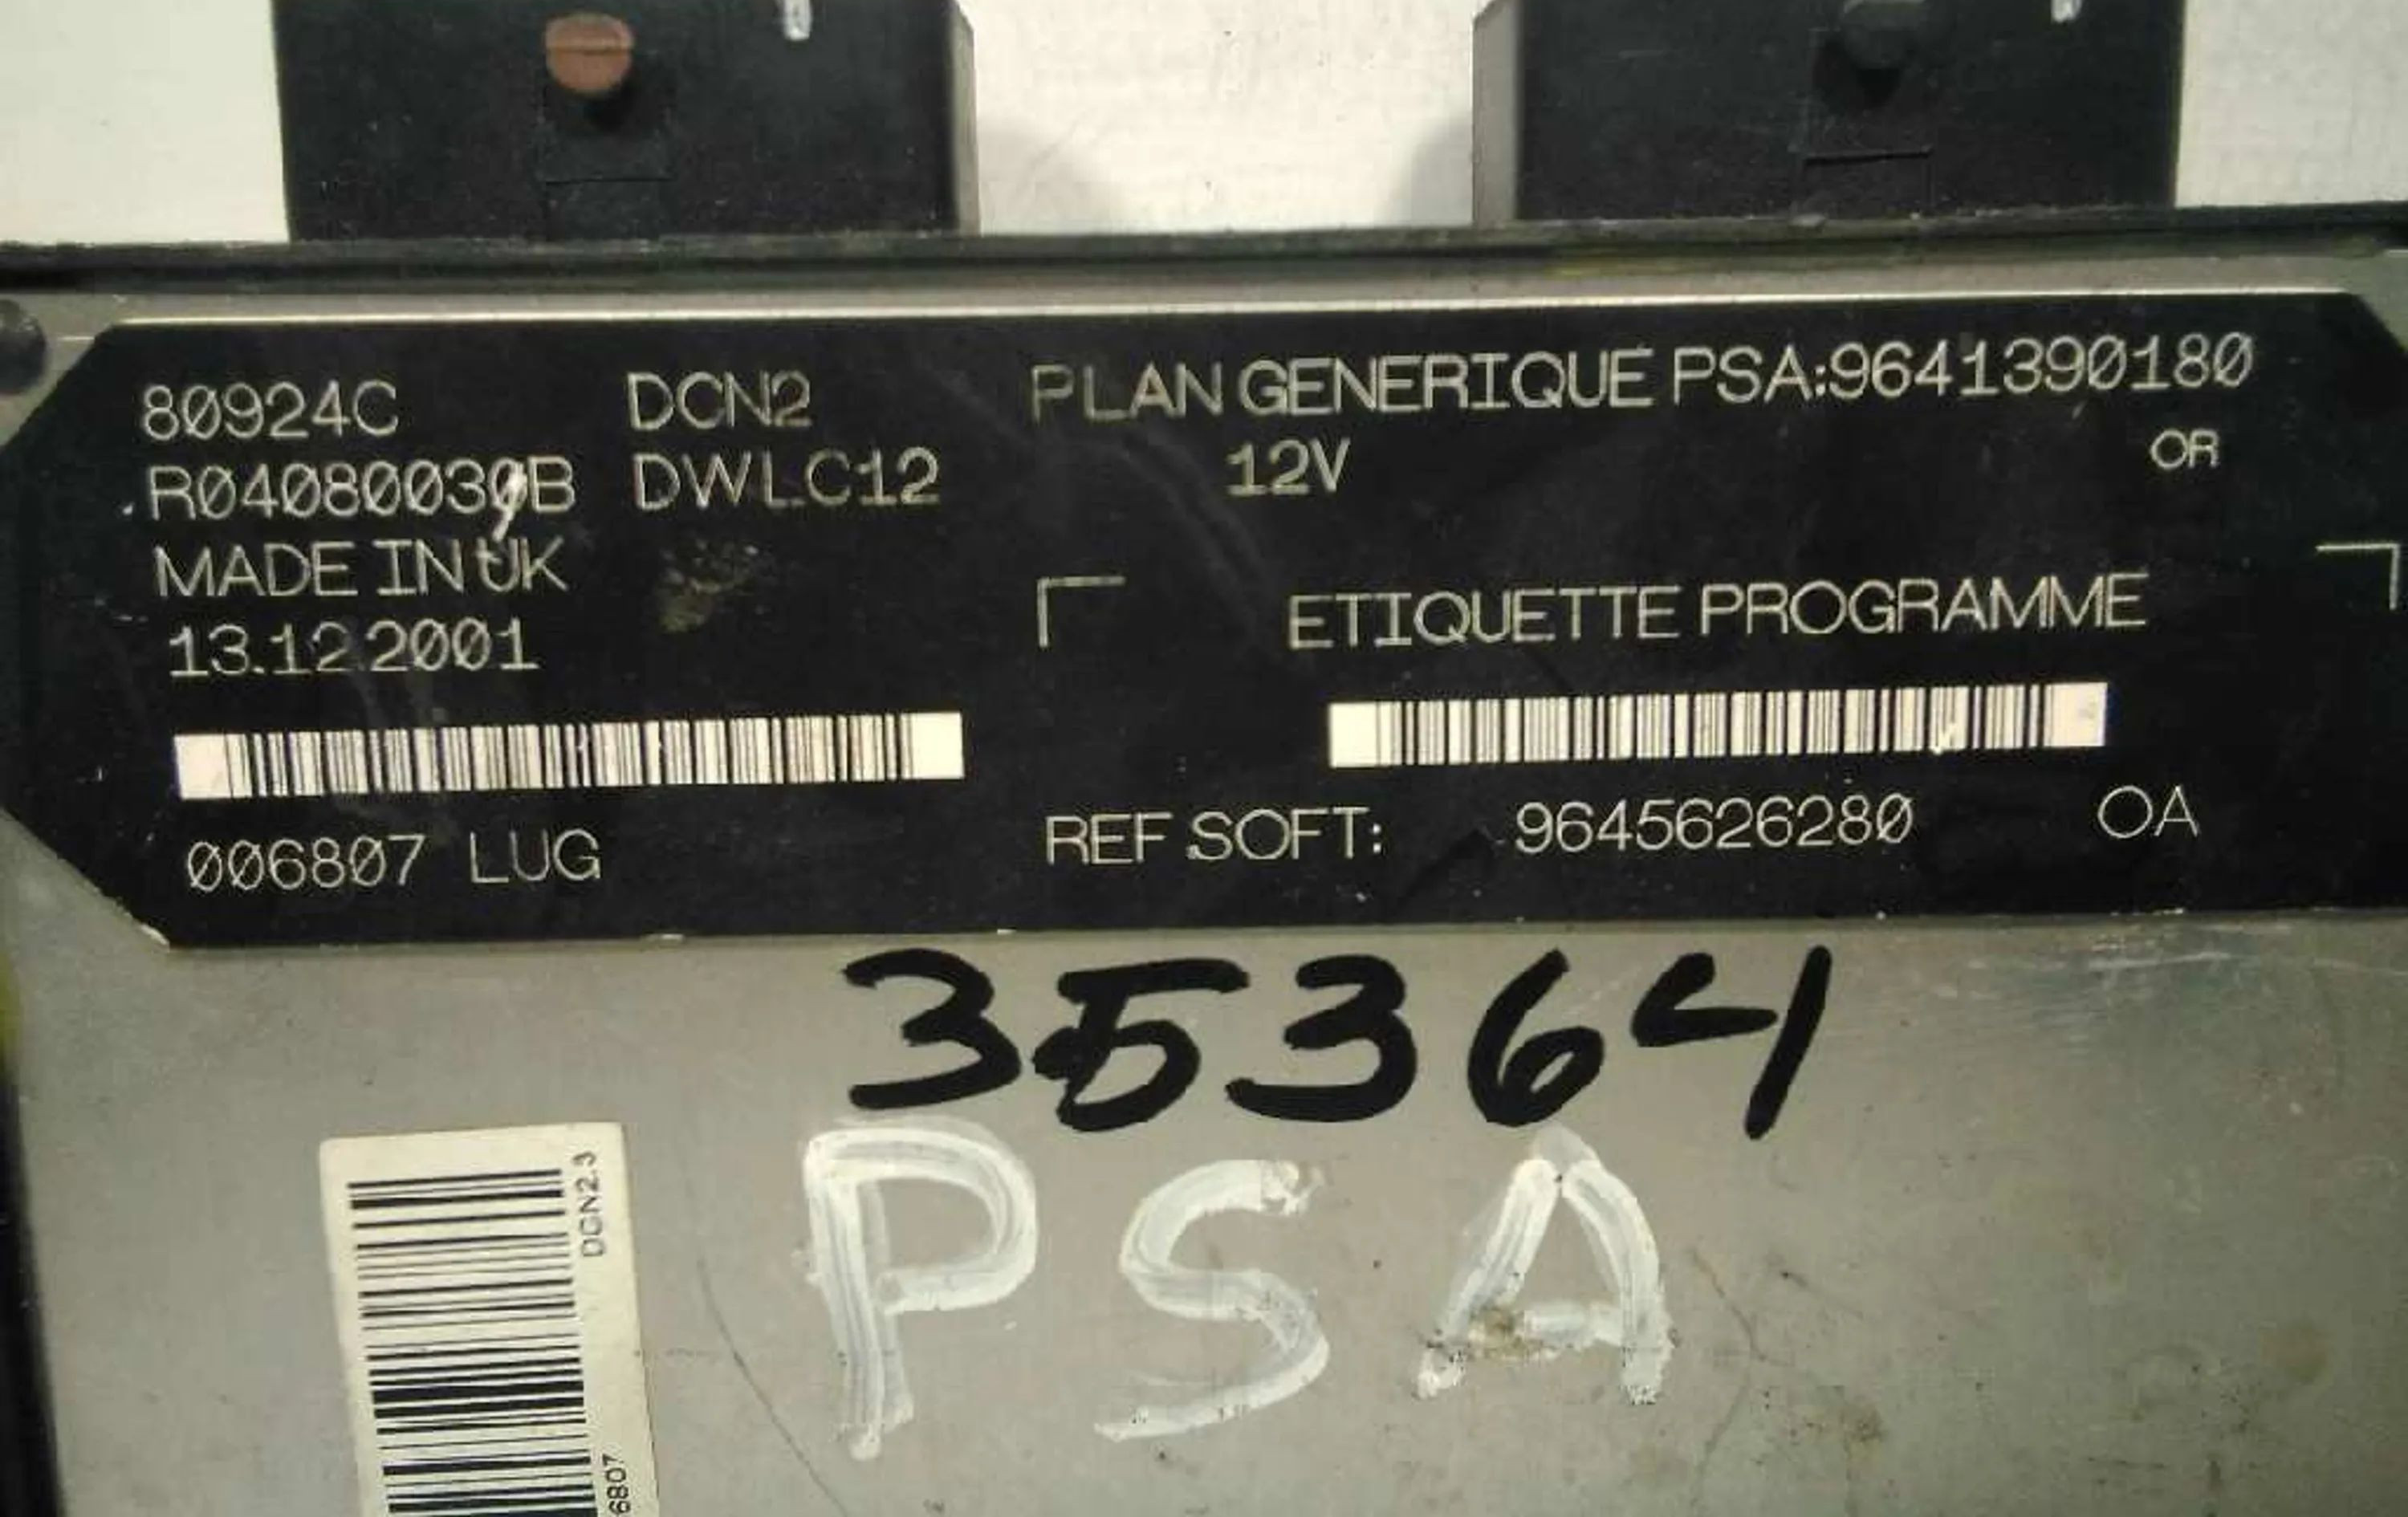 80924C DCN2 PLAN GENERIQUE PSA:9641390180
R04080030B DWLC12 12V OR
MADE IN UK
13.12.2001 ETIQUETTE PROGRAMME
006807 LUG REF SOFT: 9645626280 OA
35364
PSA
DCN2.3
6807